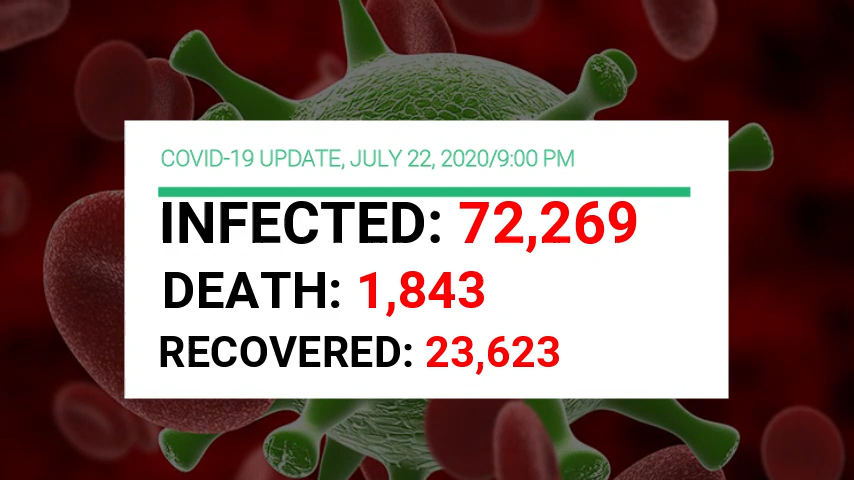 COVID-19 UPDATE, JULY 22, 2020/9:00 PM
INFECTED: 72,269
DEATH: 1,843
RECOVERED: 23,623